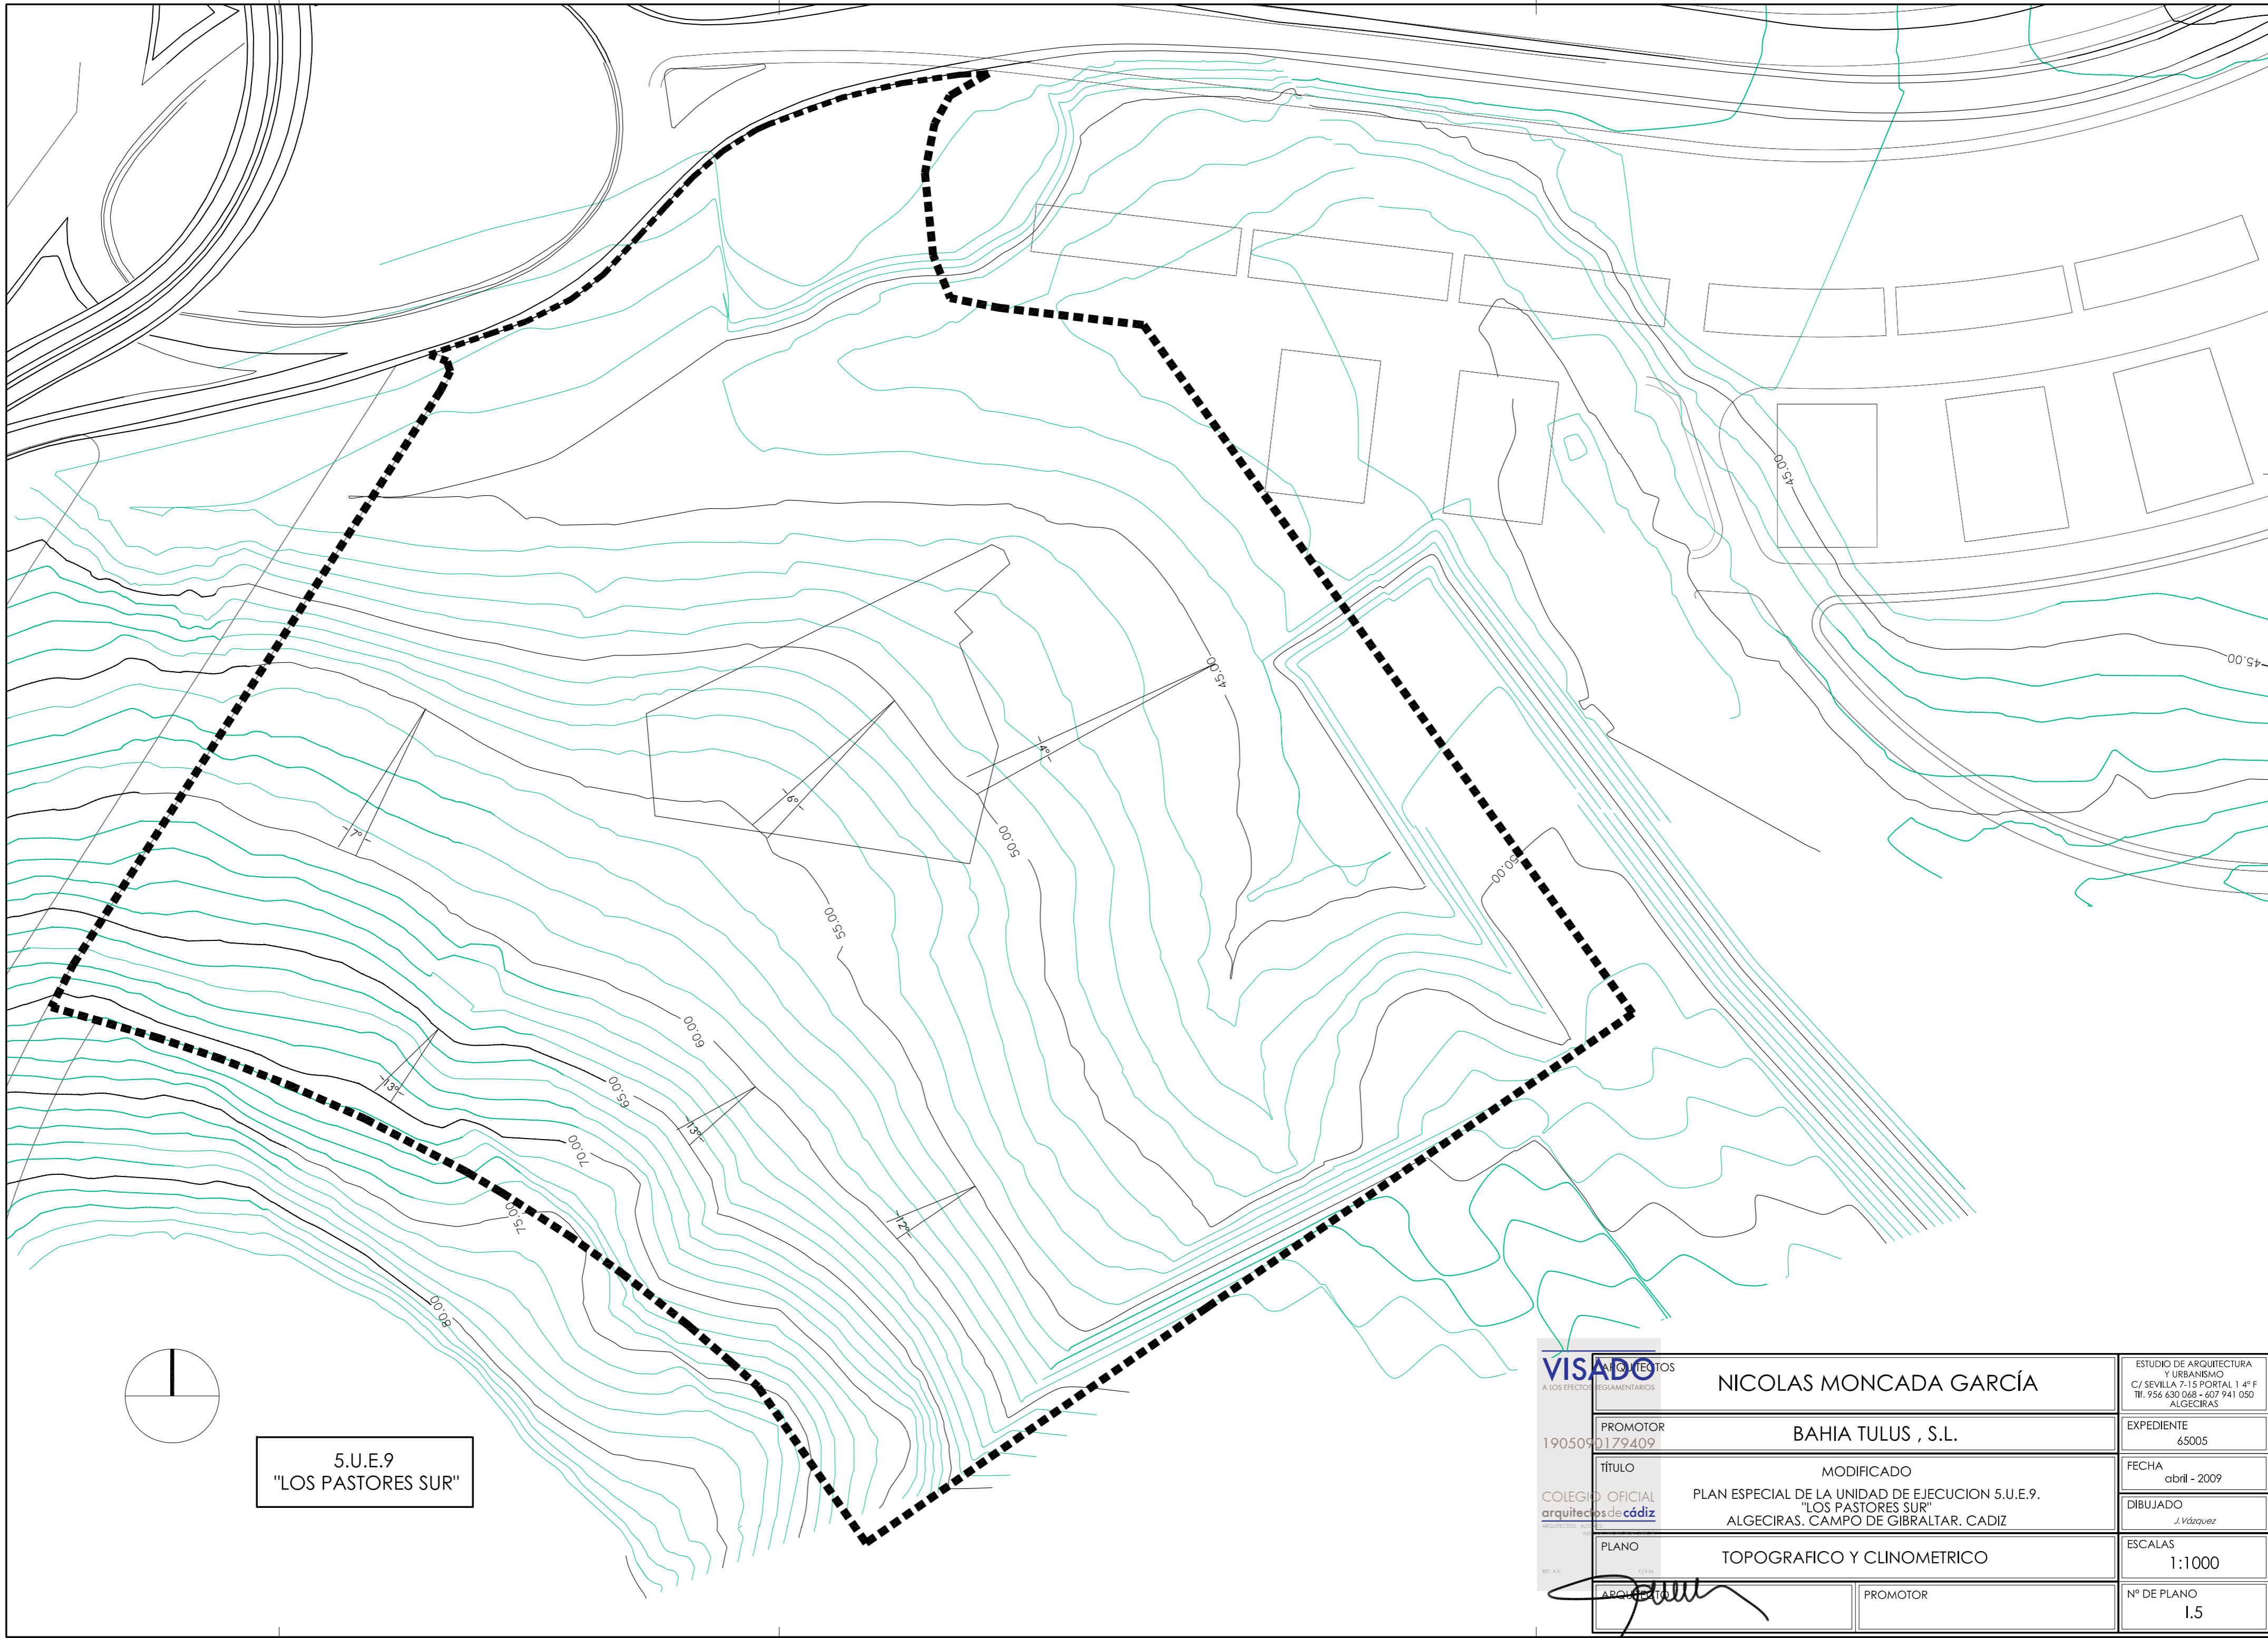 45.00
45.00
45.00
-4°-
-6°-
-7°-
50.00
50.00
55.00
60.00
65.00
-13°-
-13°-
70.00
-12°-
75.00
80.00
5.U.E.9
"LOS PASTORES SUR"
VISADO
A LOS EFECTOS REGLAMENTARIOS
1905090179409
COLEGIO OFICIAL
arquitectos de cádiz
ARQUITECTOS
NICOLAS MONCADA GARCÍA
ESTUDIO DE ARQUITECTURA
Y URBANISMO
C/ SEVILLA 7-15 PORTAL 1 4º F
Tlf. 956 630 068 - 607 941 050
ALGECIRAS
PROMOTOR
BAHIA TULUS , S.L.
EXPEDIENTE
65005
TÍTULO
MODIFICADO
PLAN ESPECIAL DE LA UNIDAD DE EJECUCION 5.U.E.9.
"LOS PASTORES SUR"
ALGECIRAS. CAMPO DE GIBRALTAR. CADIZ
FECHA
abril - 2009
DIBUJADO
J.Vázquez
PLANO
TOPOGRAFICO Y CLINOMETRICO
ESCALAS
1:1000
ARQUITECTO
PROMOTOR
Nº DE PLANO
I.5